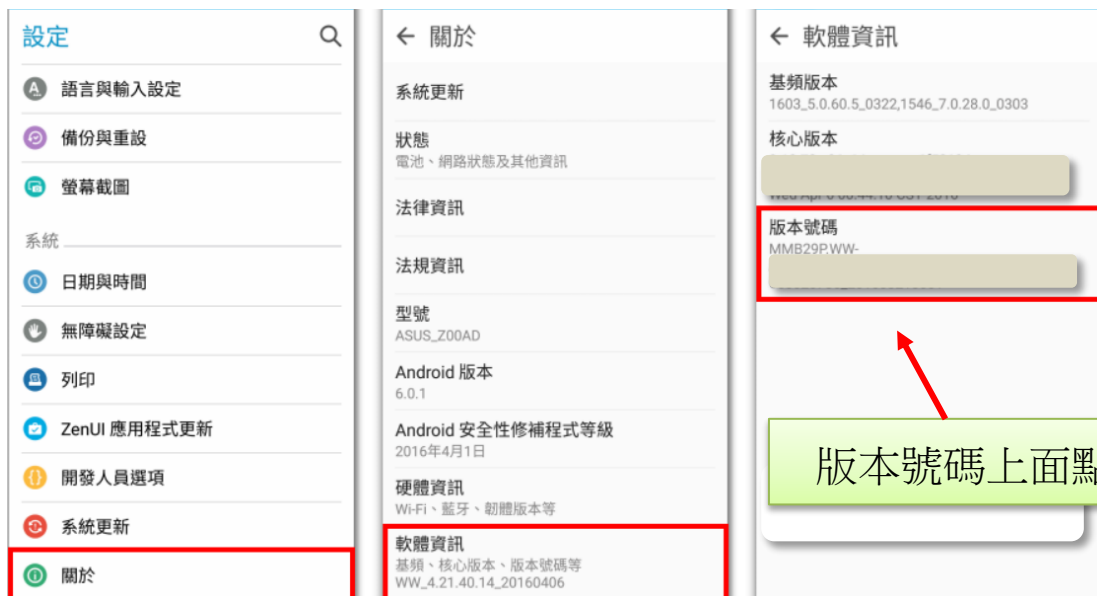 設定
語言與輸入設定
備份與重設
螢幕截圖
系統
日期與時間
無障礙設定
列印
ZenUI 應用程式更新
開發人員選項
系統更新
關於
關於
系統更新
狀態
電池、網路狀態及其他資訊
法律資訊
法規資訊
型號
ASUS_Z00AD
Android 版本
6.0.1
Android 安全性修補程式等級
2016年4月1日
硬體資訊
Wi-Fi、藍牙、韌體版本等
軟體資訊
基頻、核心版本、版本號碼等
WW_4.21.40.14_20160406
軟體資訊
基頻版本
1603_5.0.60.5_0322,1546_7.0.28.0_0303
核心版本
版本號碼
MMB29P.WW-
版本號碼上面點